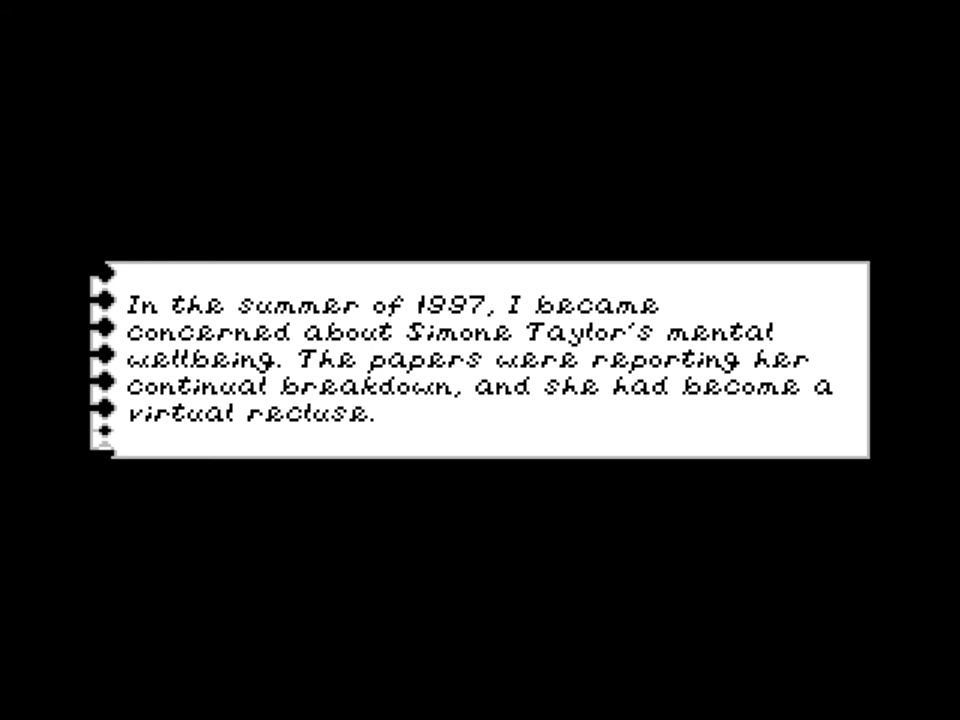 In the summer of 1997, I became
concerned about Simone Taylor's mental
wellbeing. The papers were reporting her
continual breakdown, and she had become a
virtual recluse.